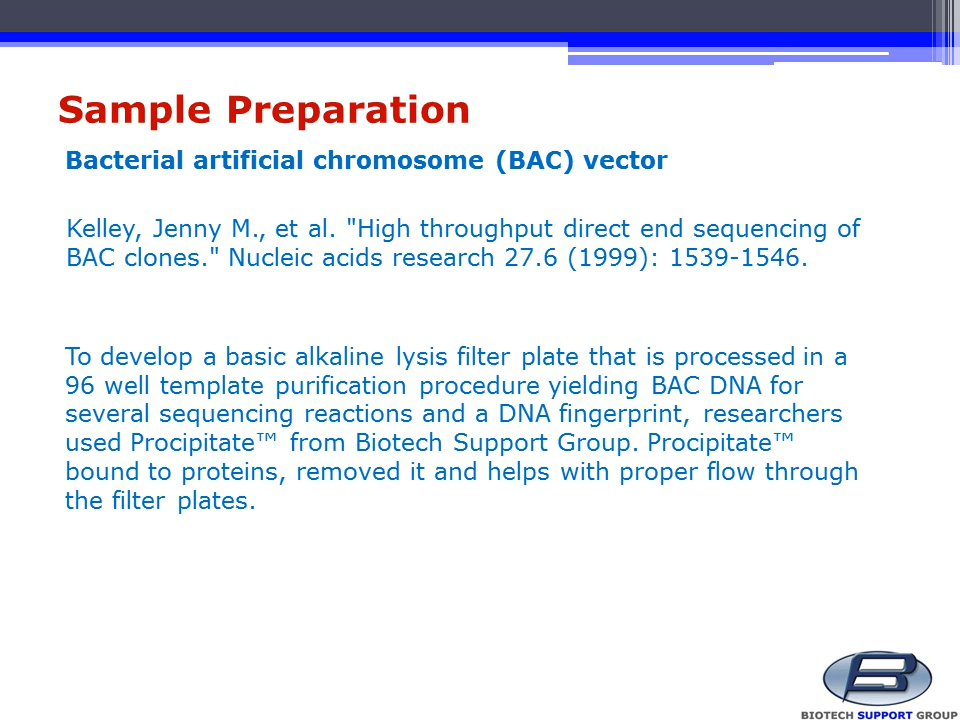 Sample Preparation
Bacterial artificial chromosome (BAC) vector
Kelley, Jenny M., et al. "High throughput direct end sequencing of
BAC clones." Nucleic acids research 27.6 (1999): 1539-1546.
To develop a basic alkaline lysis filter plate that is processed in a
96 well template purification procedure yielding BAC DNA for
several sequencing reactions and a DNA fingerprint, researchers
used Procipitate™ from Biotech Support Group. Procipitate™
bound to proteins, removed it and helps with proper flow through
the filter plates.
BIOTECH SUPPORT GROUP